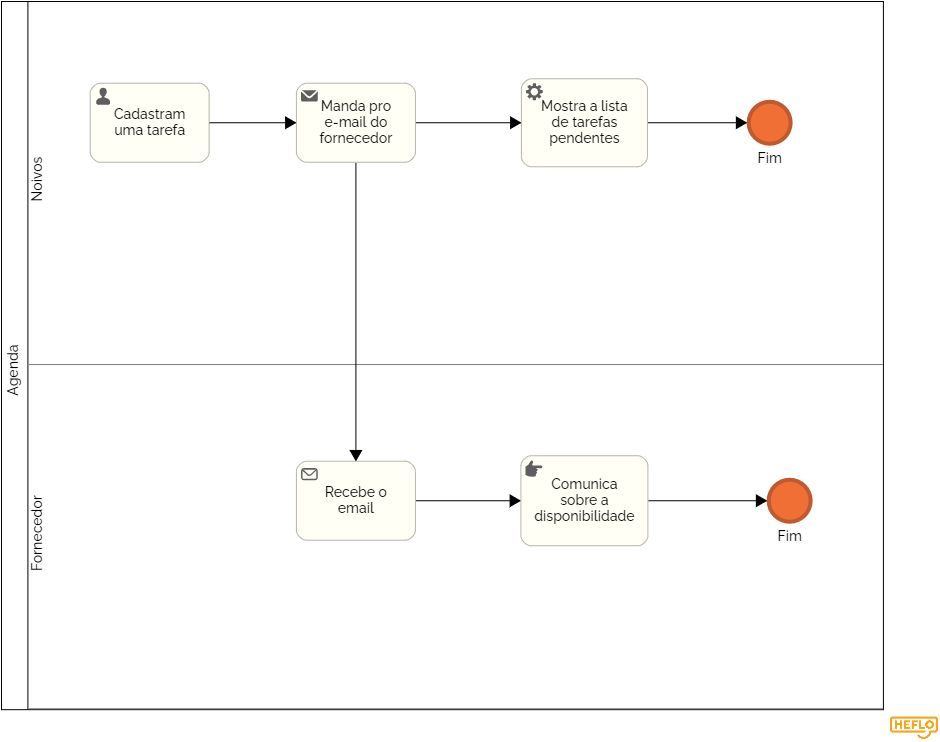 Agenda
Noivos
Cadastram
uma tarefa
Manda pro
e-mail do
fornecedor
Mostra a lista
de tarefas
pendentes
Fim
Fornecedor
Recebe o
email
Comunica
sobre a
disponibilidade
Fim
HEFLO